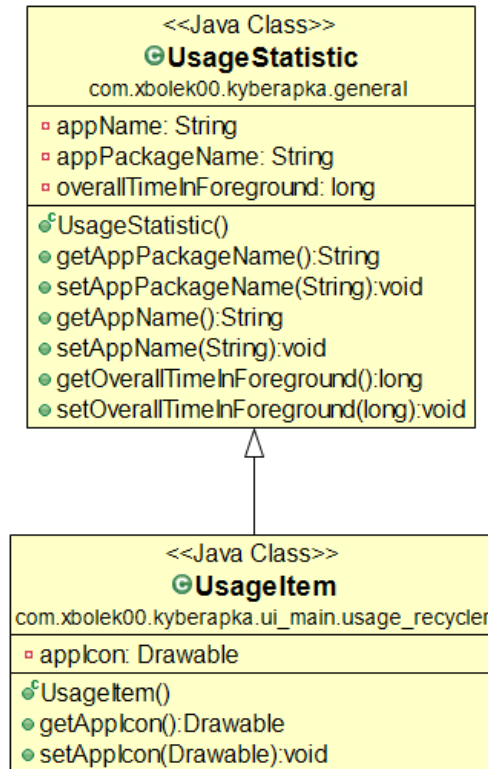 <<Java Class>>
UsageStatistic
com.xbolek00.kyberapka.general
appName: String
appPackageName: String
overallTimeInForeground: long
UsageStatistic()
getAppPackageName():String
setAppPackageName(String):void
getAppName():String
setAppName(String):void
getOverallTimeInForeground():long
setOverallTimeInForeground(long):void
<<Java Class>>
UsageItem
com.xbolek00.kyberapka.ui_main.usage_recycler
appIcon: Drawable
UsageItem()
getAppIcon():Drawable
setAppIcon(Drawable):void